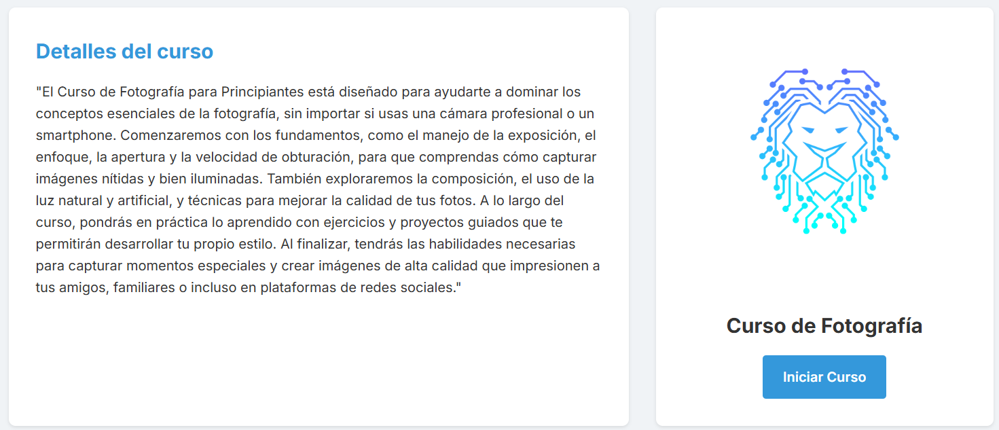 Detalles del curso
"El Curso de Fotografía para Principiantes está diseñado para ayudarte a dominar los
conceptos esenciales de la fotografía, sin importar si usas una cámara profesional o un
smartphone. Comenzaremos con los fundamentos, como el manejo de la exposición, el
enfoque, la apertura y la velocidad de obturación, para que comprendas cómo capturar
imágenes nítidas y bien iluminadas. También exploraremos la composición, el uso de la
luz natural y artificial, y técnicas para mejorar la calidad de tus fotos. A lo largo del
curso, pondrás en práctica lo aprendido con ejercicios y proyectos guiados que te
permitirán desarrollar tu propio estilo. Al finalizar, tendrás las habilidades necesarias
para capturar momentos especiales y crear imágenes de alta calidad que impresionen a
tus amigos, familiares o incluso en plataformas de redes sociales."
Curso de Fotografía
Iniciar Curso